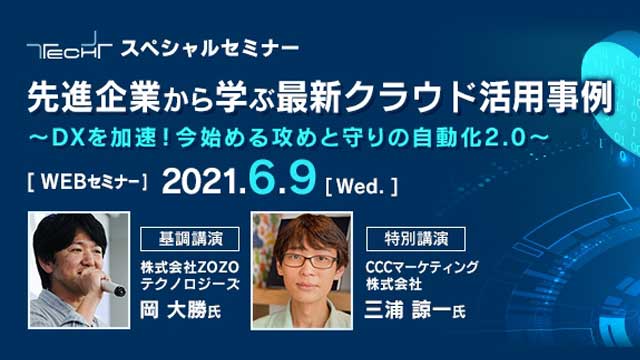 TECH+ スペシャルセミナー
先進企業から学ぶ最新クラウド活用事例
～DXを加速！今始める攻めと守りの自動化2.0～
[ WEBセミナー] 2021.6.9 [ Wed. ]
基調講演
株式会社ZOZO
テクノロジーズ
岡 大勝氏
特別講演
CCCマーケティング
株式会社
三浦 諒一氏